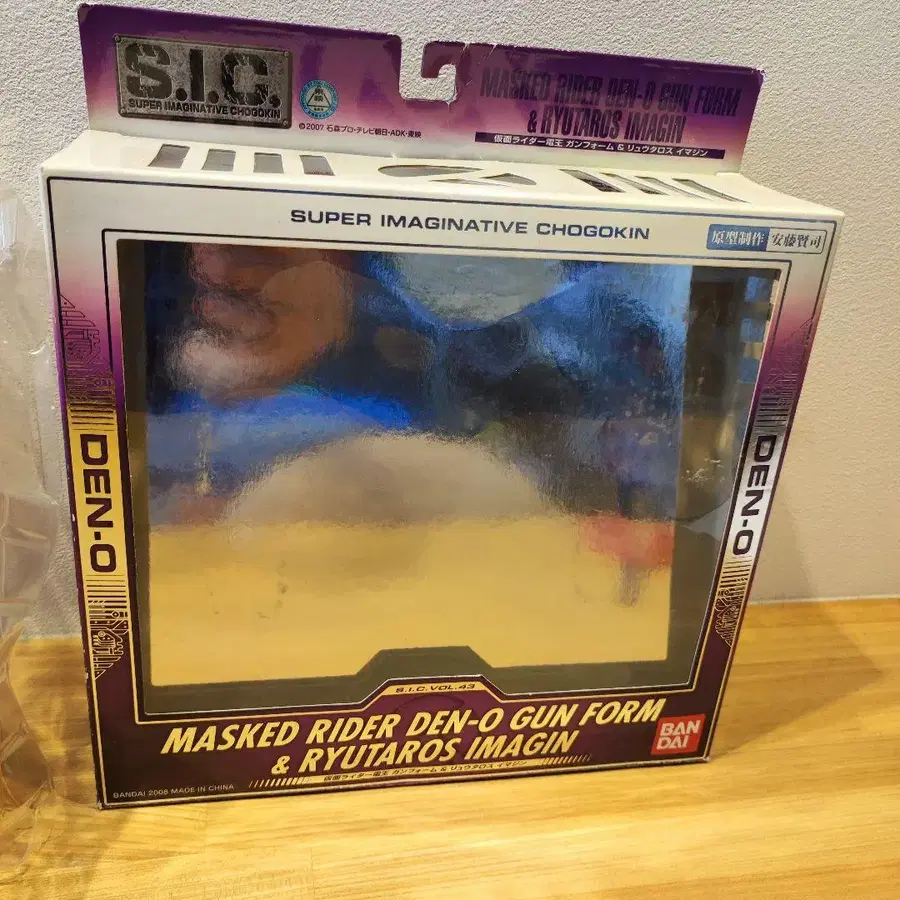 S.I.C.
SUPER IMAGINATIVE CHOGOKIN
©2007 石森プロ・テレビ朝日・ADK・東映
MASKED RIDER DEN-O GUN FORM
& RYUTAROS IMAGIN
仮面ライダー電王 ガンフォーム & リュウタロス イマジン
SUPER IMAGINATIVE CHOGOKIN
原型制作 安藤賢司
DEN-O
DEN-O
S.I.C. VOL.43
MASKED RIDER DEN-O GUN FORM
& RYUTAROS IMAGIN
仮面ライダー電王 ガンフォーム & リュウタロス イマジン
BAN
DAI
BANDAI 2008 MADE IN CHINA